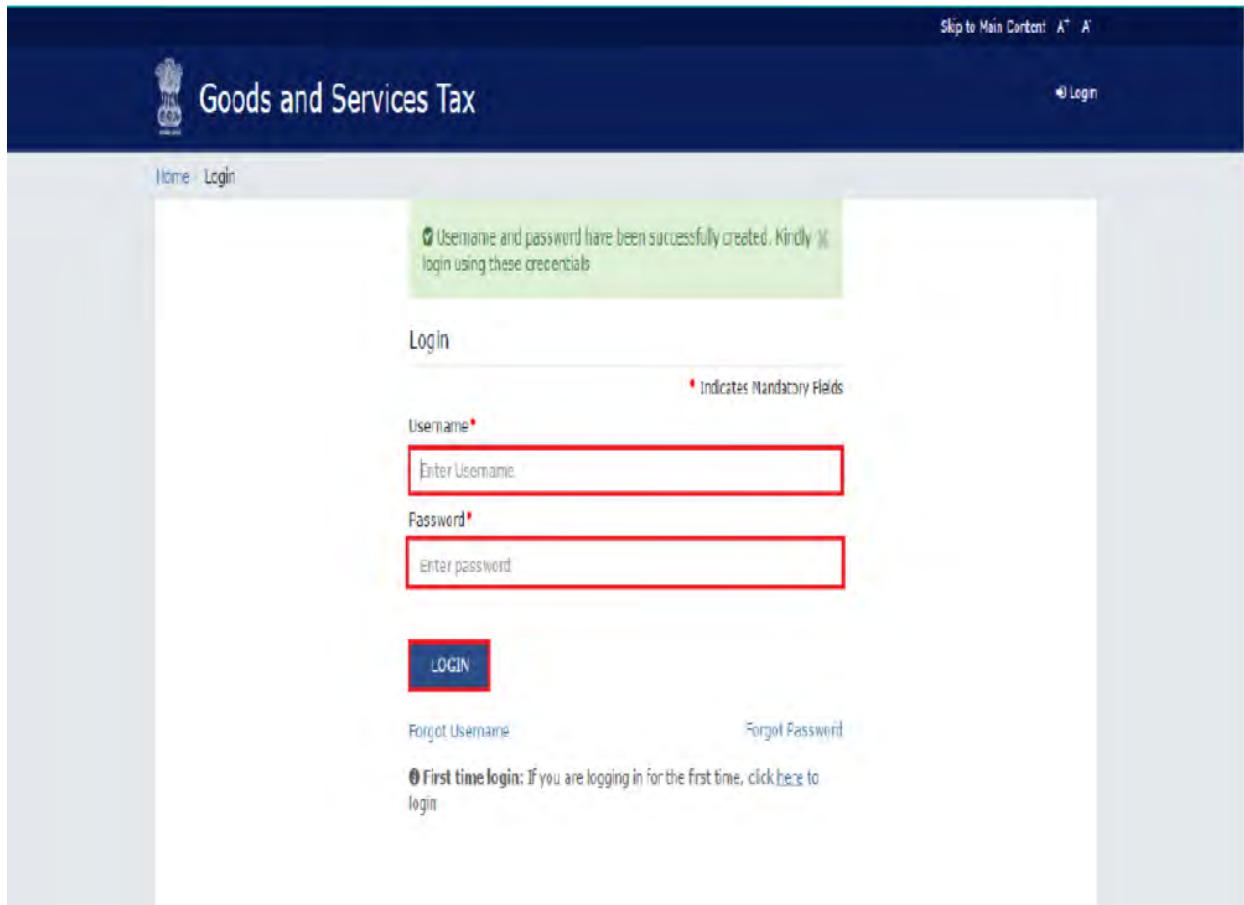 Skip to Main Content A+ A-
Goods and Services Tax
Login
Home Login
Username and password have been successfully created. Kindly
login using these credentials
Login
• Indicates Mandatory Fields
Username•
Enter Username
Password•
Enter password
LOGIN
Forgot Username Forgot Password
First time login: If you are logging in for the first time, click here to
login